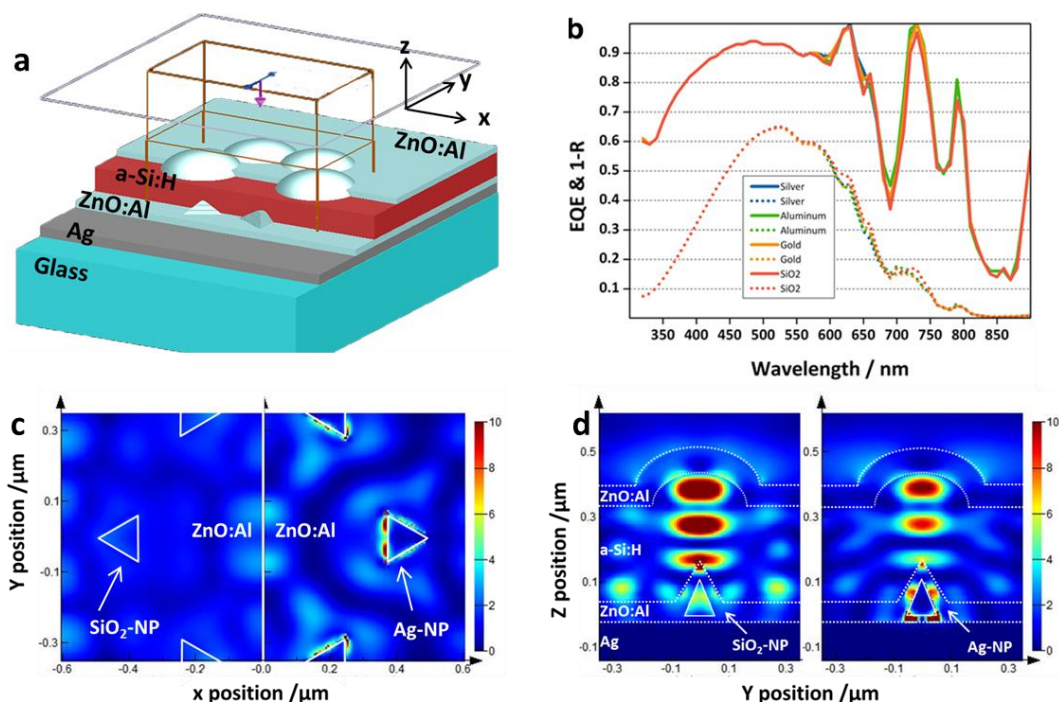 a
z
y
x
ZnO:Al
a-Si:H
ZnO:Al
Ag
Glass
b
EQE & 1-R
0.9
0.8
0.7
0.6
0.5
0.4
0.3
0.2
0.1
Silver
Silver
Aluminum
Aluminum
Gold
Gold
SiO2
SiO2
350 400 450 500 550 600 650 700 750 800 850
Wavelength / nm
c
Y position /µm
0.3
0.1
-0.1
-0.3
ZnO:Al ZnO:Al
SiO₂-NP
Ag-NP
-0.6 -0.4 -0.2 -0.0 0.2 0.4 0.6
x position /µm
10
8
6
4
2
0
d
Z position /µm
0.5
0.3
0.1
-0.1
ZnO:Al
a-Si:H
ZnO:Al
Ag
SiO₂-NP
Ag-NP
-0.3 -0.1 0.1 0.3 -0.3 -0.1 0.1 0.3
Y position /µm
10
8
6
4
2
0